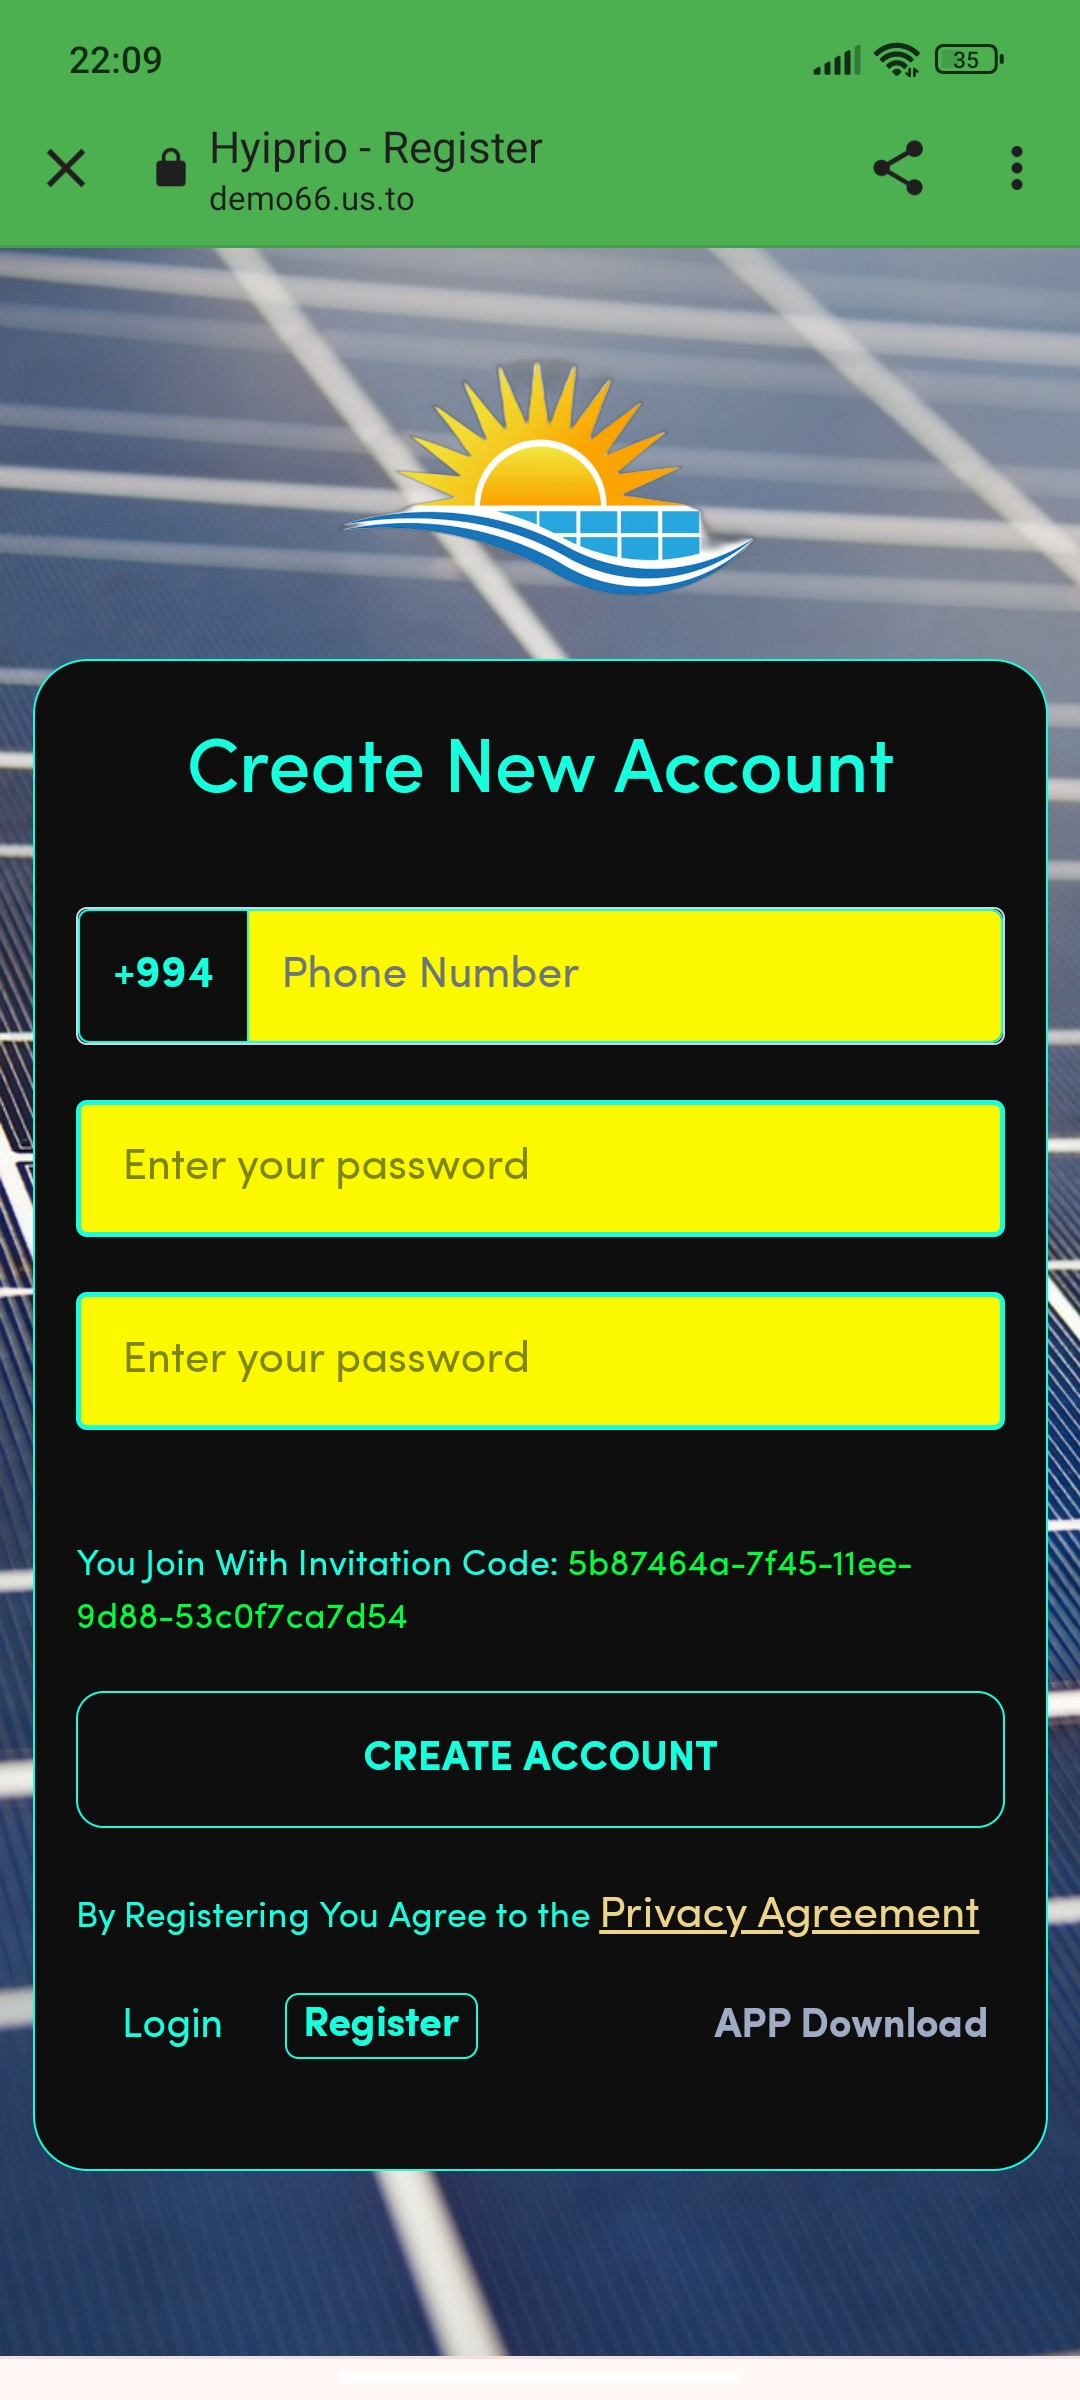 22:09
35
Hyiprio - Register
demo66.us.to
Create New Account
+994 Phone Number
Enter your password
Enter your password
You Join With Invitation Code: 5b87464a-7f45-11ee-
9d88-53c0f7ca7d54
CREATE ACCOUNT
By Registering You Agree to the Privacy Agreement
Login Register APP Download